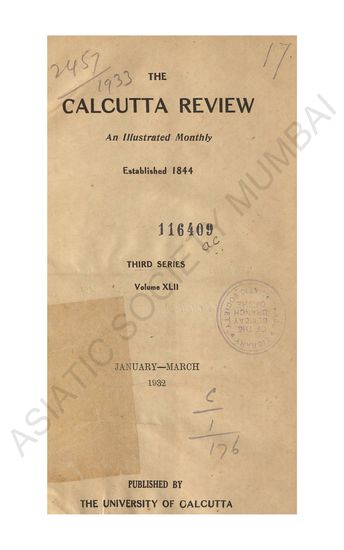 2457
1933
17.
THE
CALCUTTA REVIEW
An Illustrated Monthly
Established 1844
116409
THIRD SERIES
Volume XLII
JANUARY—MARCH
1932
C
1
176
PUBLISHED BY
THE UNIVERSITY OF CALCUTTA
ASIATIC SOCIETY MUMBAI